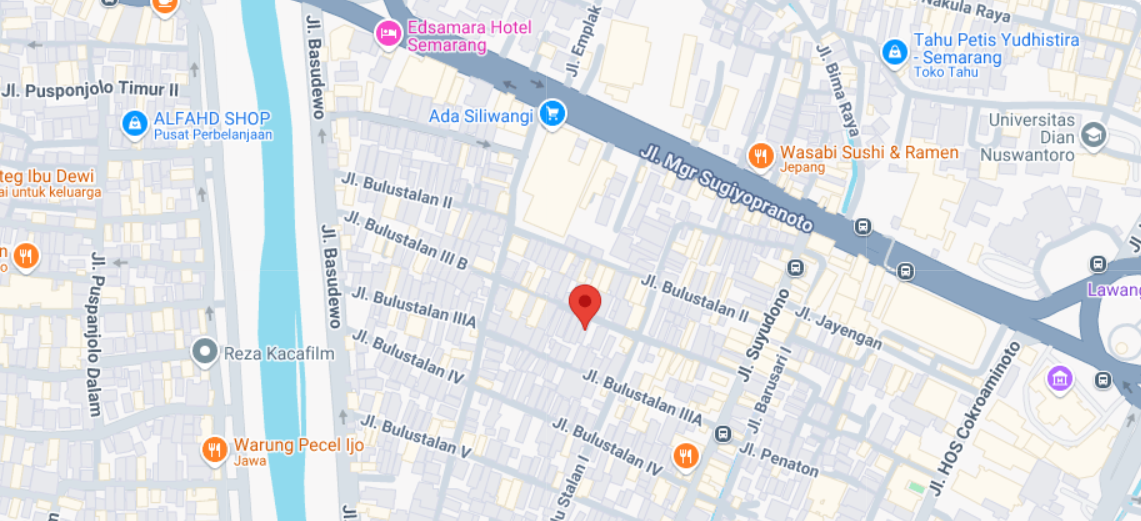 Nakula Raya
Edsamara Hotel
Semarang
Jl. Basudewo
Jl. Emplak
Tahu Petis Yudhistira
- Semarang
Toko Tahu
Jl. Bima Raya
Jl. Pusponjolo Timur II
ALFAHD SHOP
Pusat Perbelanjaan
Ada Siliwangi
Universitas
Dian
Nuswantoro
Jl. Mgr Sugiyopranoto
Wasabi Sushi & Ramen
Jepang
teg Ibu Dewi
ai untuk keluarga
Jl. Bulustalan II
Jl. Bulustalan III B
Jl. Basudewo
Jl. Puspanjolo Dalam
Jl. Bulustalan II
Lawang
Jl. Bulustalan IIIA
Jl. Suyudono
Jl. Jayengan
Reza Kacafilm
Jl. Bulustalan IV
Jl. Barusari I
Jl. HOS Cokroaminoto
Jl. Bulustalan IIIA
Jl. Bulustalan V
Warung Pecel Ijo
Jawa
Jl. Bulustalan IV
Jl. Penaton
lu Stalan I
Jl